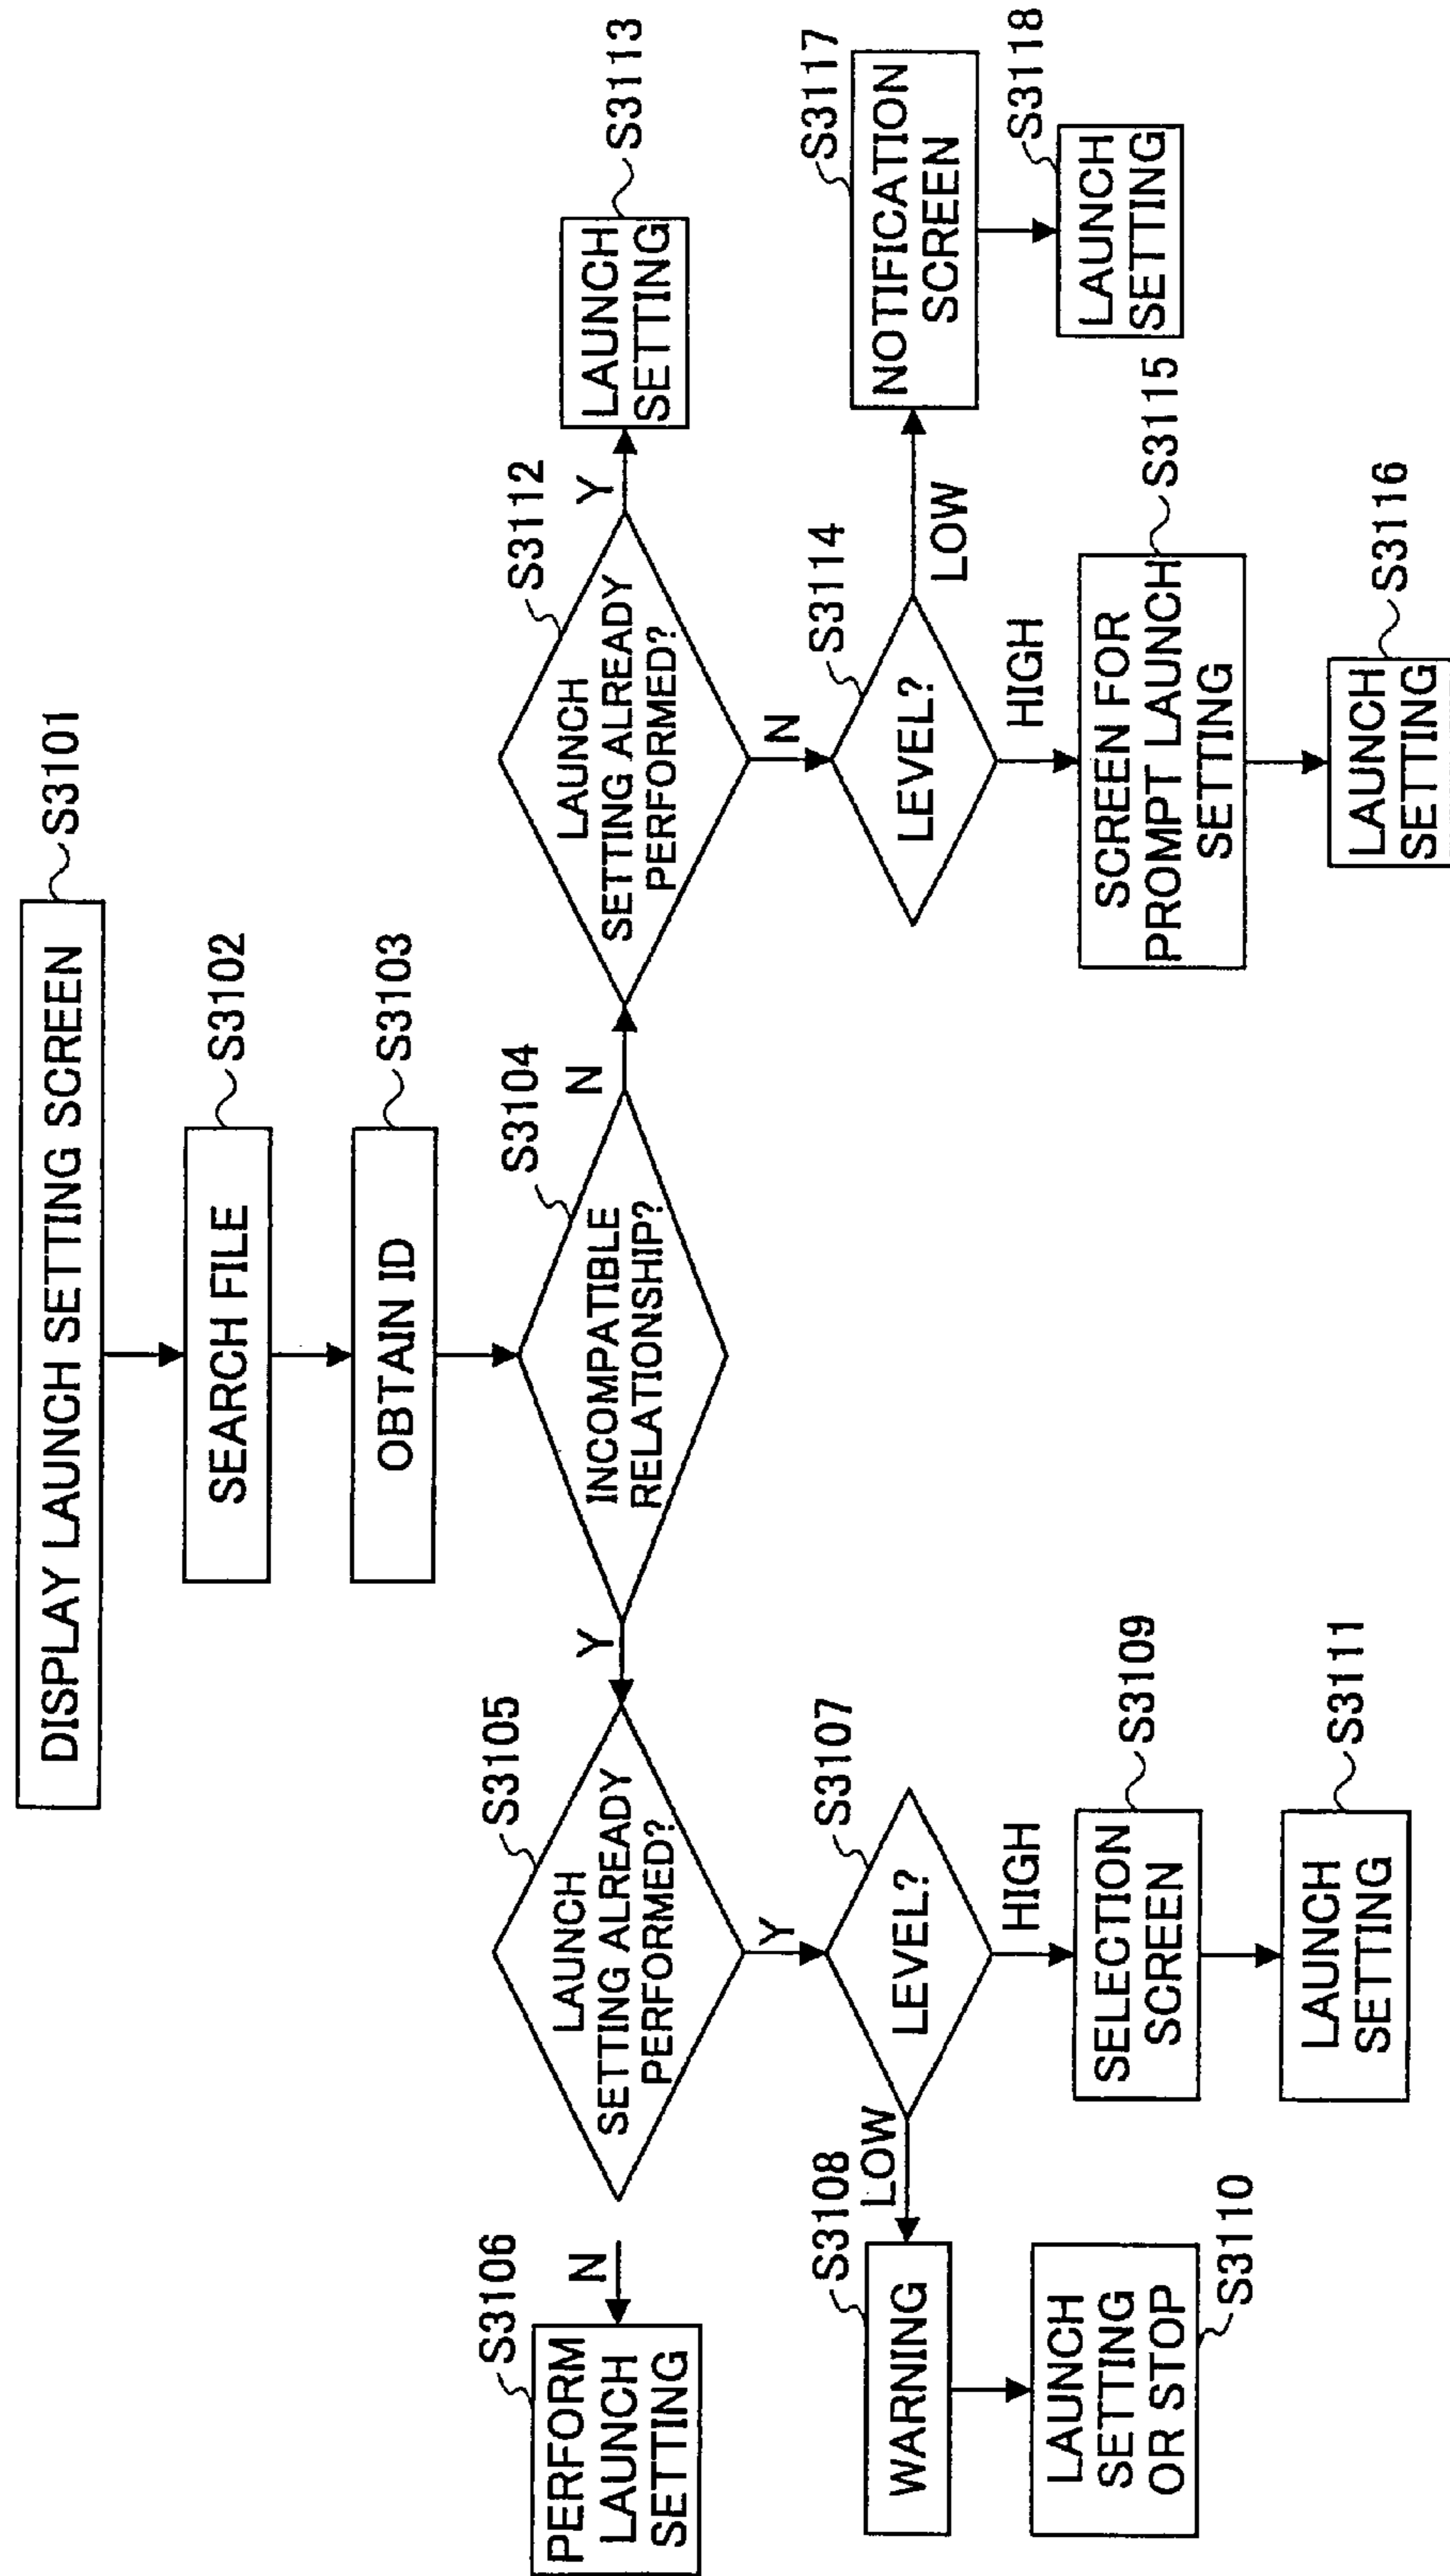 DISPLAY LAUNCH SETTING SCREEN
S3101
SEARCH FILE
S3102
OBTAIN ID
S3103
INCOMPATIBLE
RELATIONSHIP?
S3104
Y
N
LAUNCH
SETTING ALREADY
PERFORMED?
S3105
N
PERFORM
LAUNCH
SETTING
S3106
Y
LEVEL?
S3107
LOW
WARNING
S3108
LAUNCH
SETTING
OR STOP
S3110
HIGH
SELECTION
SCREEN
S3109
LAUNCH
SETTING
S3111
LAUNCH
SETTING ALREADY
PERFORMED?
S3112
Y
LAUNCH
SETTING
S3113
N
LEVEL?
S3114
LOW
NOTIFICATION
SCREEN
S3117
LAUNCH
SETTING
S3118
HIGH
SCREEN FOR
PROMPT LAUNCH
SETTING
S3115
LAUNCH
SETTING
S3116